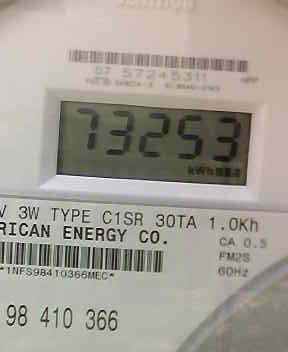 07 57245311
73253
kWh
V 3W TYPE C1SR 30TA 1.0Kh
RICAN ENERGY CO.
CA 0.5
FM2S
60Hz
*1NFS98410366MEC*
98 410 366